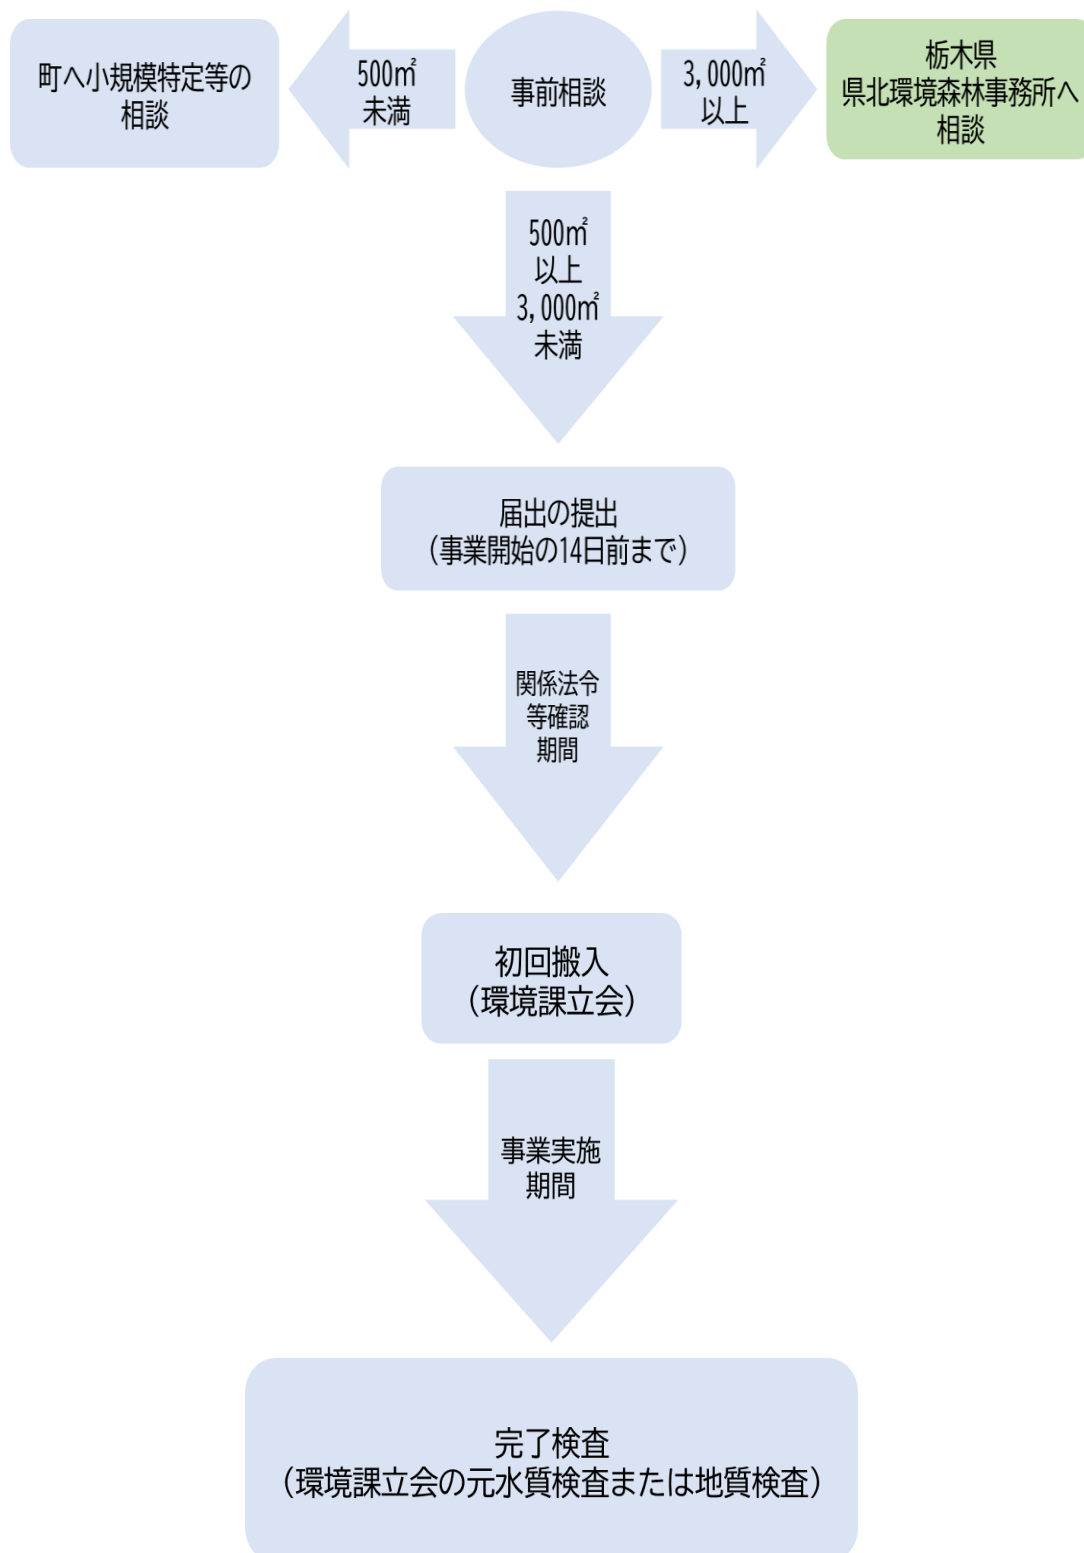 町へ小規模特定等の
相談
500㎡
未満
事前相談
3,000㎡
以上
栃木県
県北環境森林事務所へ
相談
500㎡
以上
3,000㎡
未満
届出の提出
（事業開始の14日前まで）
関係法令
等確認
期間
初回搬入
（環境課立会）
事業実施
期間
完了検査
（環境課立会の元水質検査または地質検査）